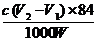 c(V₂ - V₁) × 84
1000W